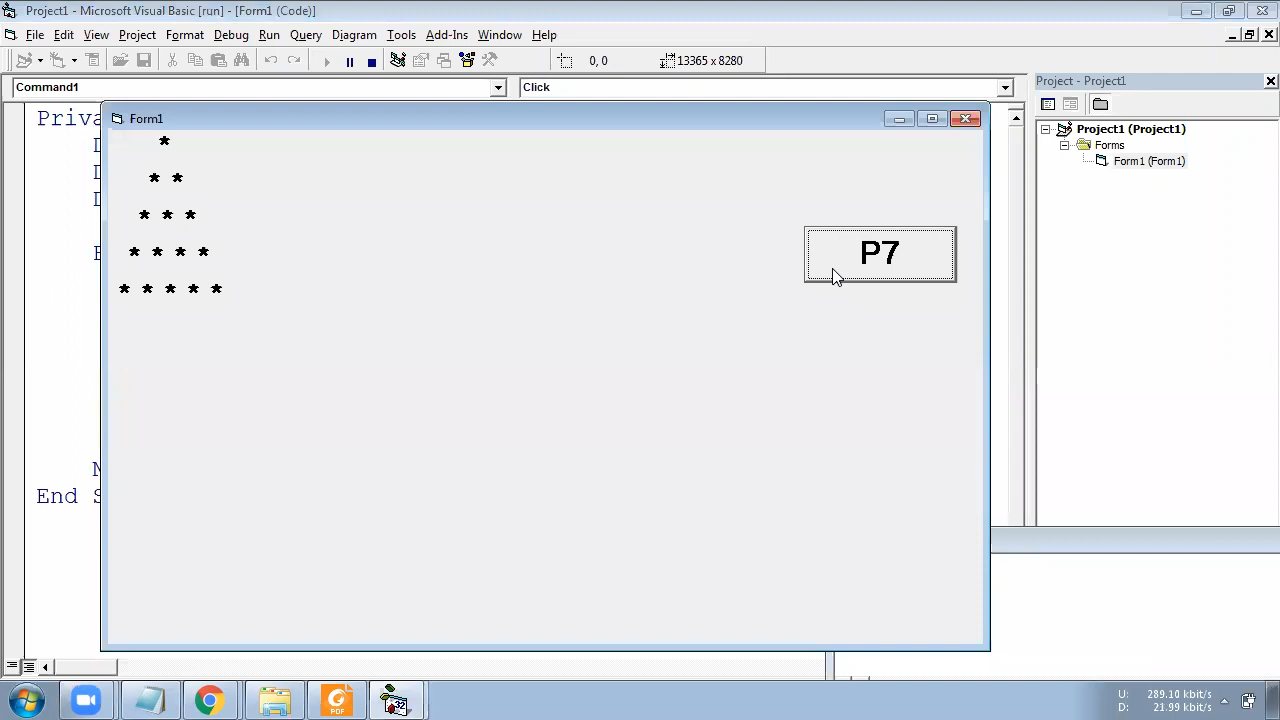 Project1 - Microsoft Visual Basic [run] - [Form1 (Code)]
File Edit View Project Format Debug Run Query Diagram Tools Add-Ins Window Help
0, 0 13365 x 8280
Command1 Click
Project - Project1
Form1
Project1 (Project1)
Forms
Form1 (Form1)
*
* *
* * *
* * * *
* * * * *
P7
End
PDF
32
U: 289.10 kbit/s
D: 21.99 kbit/s